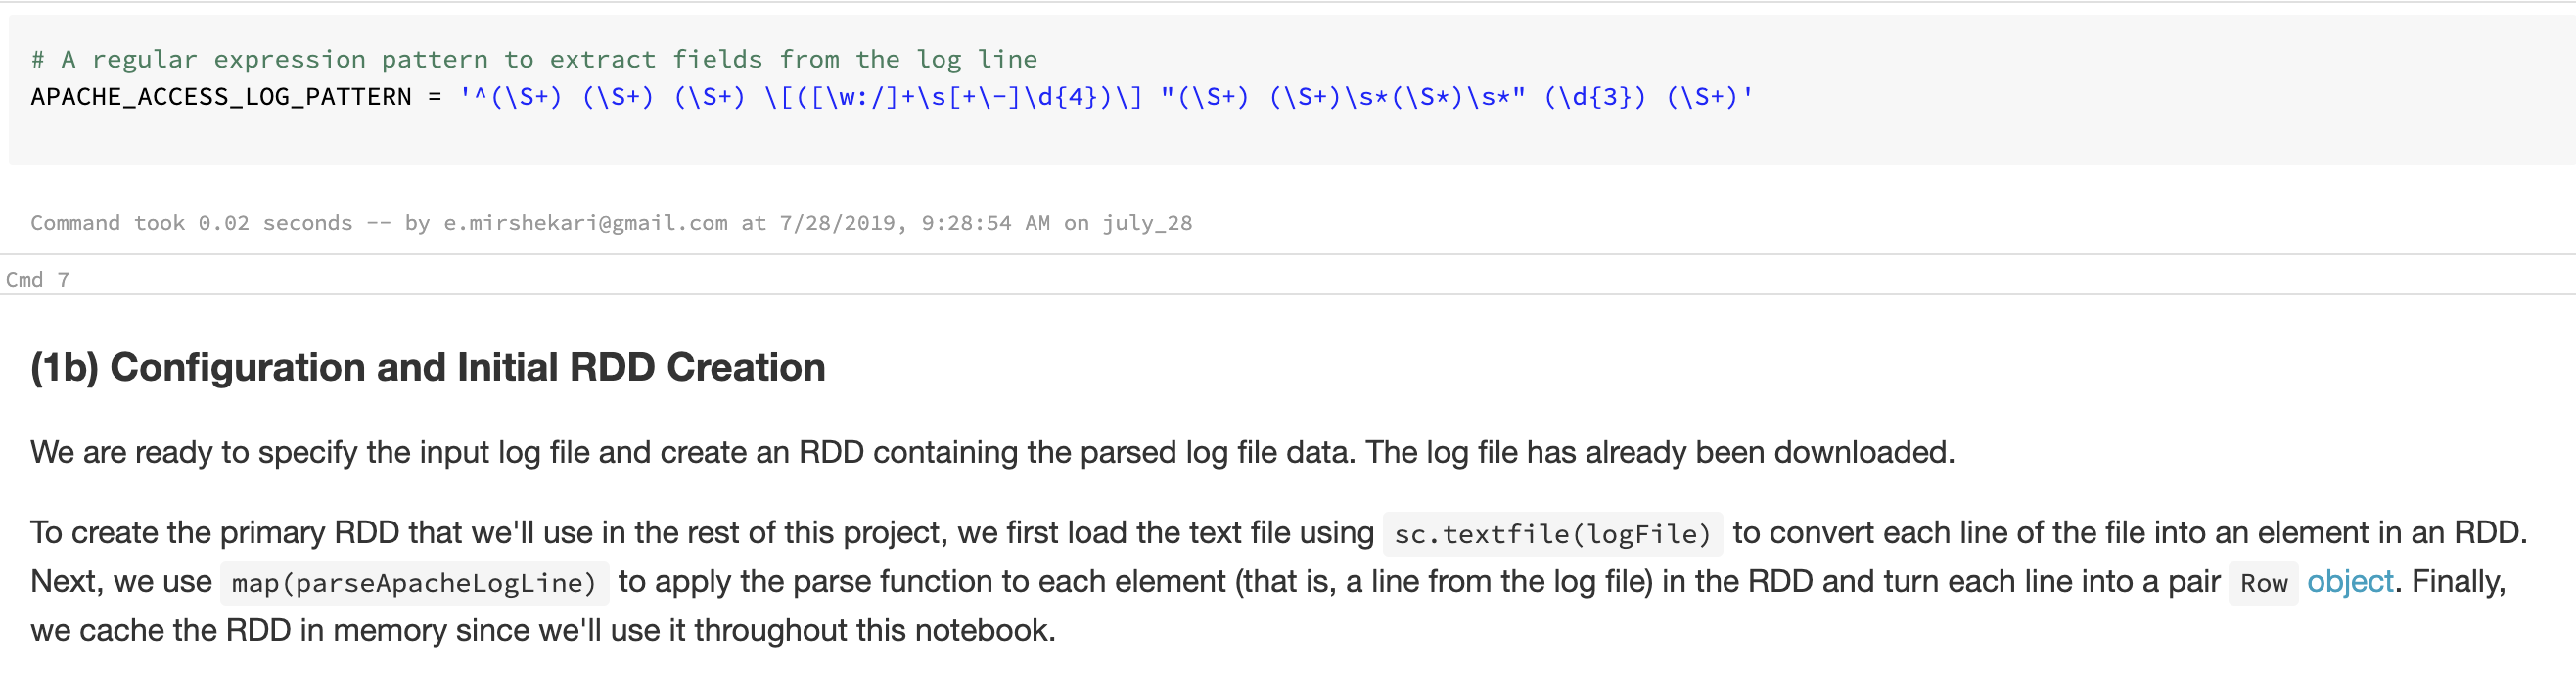 # A regular expression pattern to extract fields from the log line
APACHE_ACCESS_LOG_PATTERN = '^(\S+) (\S+) (\S+) \[([\w:/]+\s[+\-]\d{4})\] "(\S+) (\S+)\s*(\S*)\s*" (\d{3}) (\S+)'
Command took 0.02 seconds -- by e.mirshekari@gmail.com at 7/28/2019, 9:28:54 AM on july_28
Cmd 7
(1b) Configuration and Initial RDD Creation
We are ready to specify the input log file and create an RDD containing the parsed log file data. The log file has already been downloaded.
To create the primary RDD that we'll use in the rest of this project, we first load the text file using sc.textfile(logFile) to convert each line of the file into an element in an RDD.
Next, we use map(parseApacheLogLine) to apply the parse function to each element (that is, a line from the log file) in the RDD and turn each line into a pair Row object. Finally,
we cache the RDD in memory since we'll use it throughout this notebook.